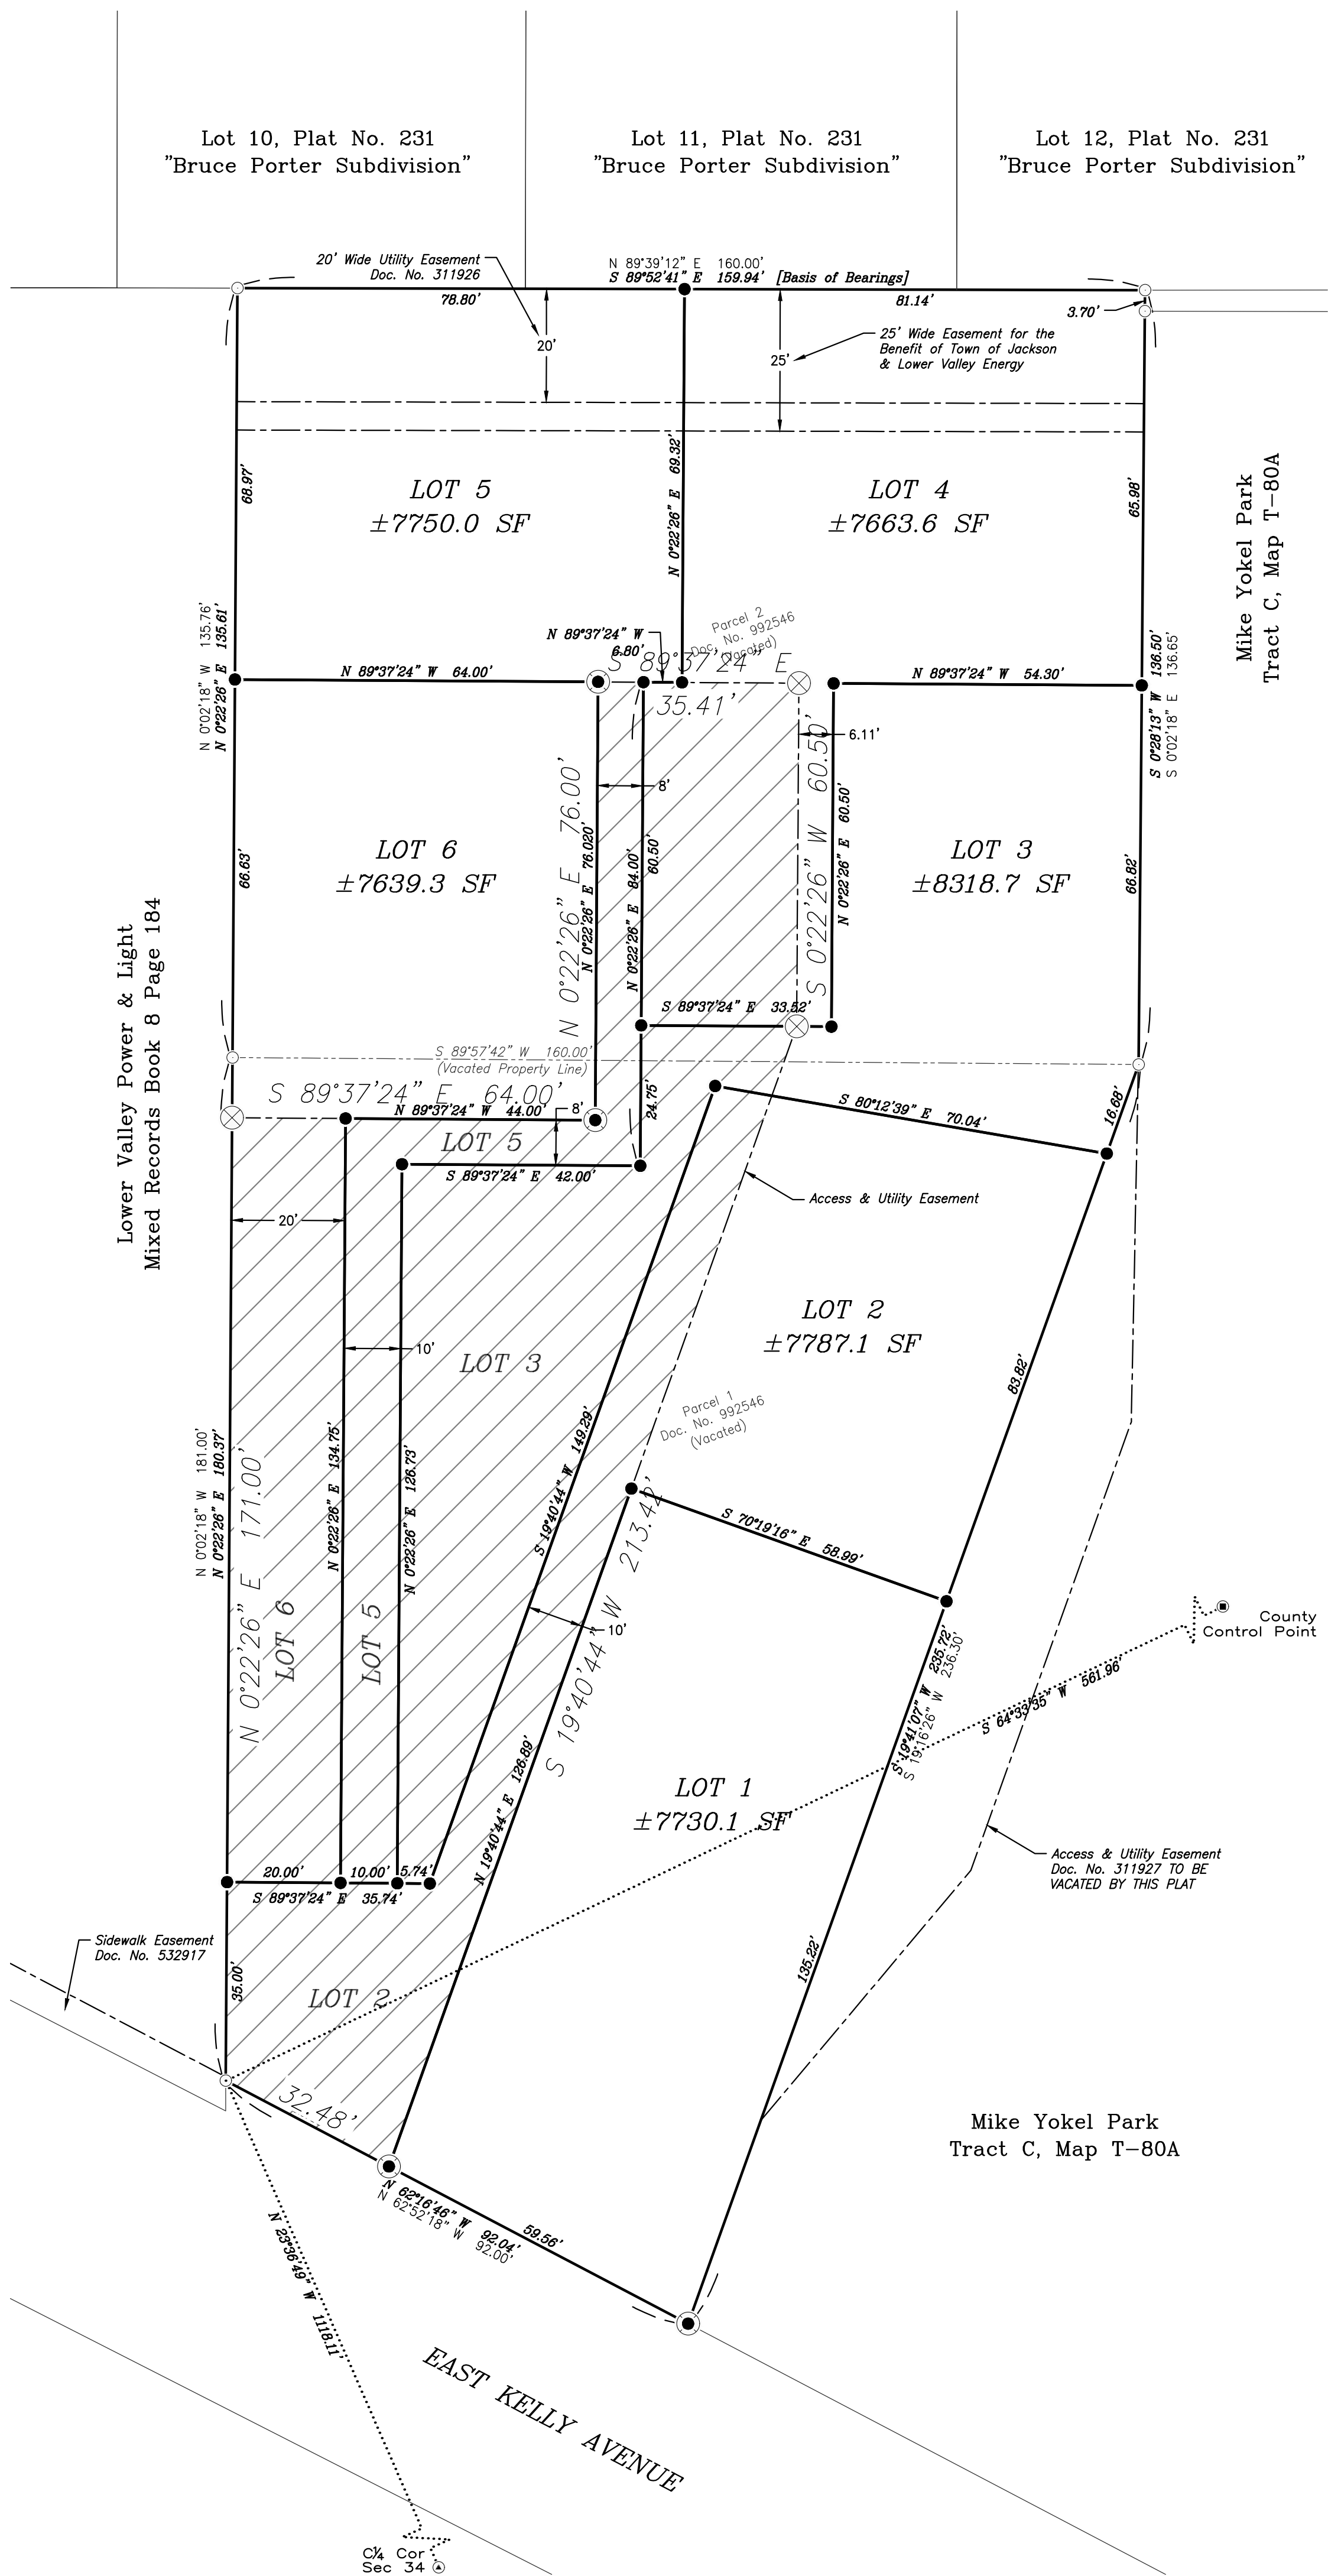 Lot 10, Plat No. 231
"Bruce Porter Subdivision"
Lot 11, Plat No. 231
"Bruce Porter Subdivision"
Lot 12, Plat No. 231
"Bruce Porter Subdivision"
20' Wide Utility Easement
Doc. No. 311926
N 89°39'12" E 160.00'
S 89°52'41" E 159.94' [Basis of Bearings]
78.80'
81.14'
3.70'
20'
25'
25' Wide Easement for the
Benefit of Town of Jackson
& Lower Valley Energy
68.97'
N 0°22'26" E 69.32'
65.98'
LOT 5
±7750.0 SF
LOT 4
±7663.6 SF
Mike Yokel Park
Tract C, Map T-80A
N 0°02'18" W 135.76'
N 0°22'26" E 135.61'
N 89°37'24" W
6.80'
Parcel 2
Doc. No. 992546
(Vacated)
S 89°37'24" E
35.41'
N 89°37'24" W 64.00'
N 89°37'24" W 54.30'
S 0°28'13" W 136.50'
S 0°02'18" E 136.65'
6.11'
8'
N 0°22'26" E 76.00'
N 0°22'26" E 76.020'
N 0°22'26" E 84.00'
60.50'
S 0°22'26" W 60.50'
N 0°22'26" E 60.50'
LOT 6
±7639.3 SF
LOT 3
±8318.7 SF
66.63'
66.82'
Lower Valley Power & Light
Mixed Records Book 8 Page 184
S 89°37'24" E 33.52'
S 89°57'42" W 160.00'
(Vacated Property Line)
S 89°37'24" E 64.00'
N 89°37'24" W 44.00'
8'
24.75'
LOT 5
S 89°37'24" E 42.00'
S 80°12'39" E 70.04'
16.68'
Access & Utility Easement
20'
10'
LOT 3
LOT 2
±7787.1 SF
83.82'
Parcel 1
Doc. No. 992546
(Vacated)
N 0°02'18" W 181.00'
N 0°22'26" E 180.37'
N 0°22'26" E 171.00'
N 0°22'26" E 134.75'
N 0°22'26" E 126.73'
S 19°40'44" W 149.29'
S 70°19'16" E 58.99'
S 19°40'44" W 213.42'
10'
LOT 6
LOT 5
County
Control Point
S 19°41'07" W 235.72'
S 19°16'26" W 236.30'
S 64°33'35" W 561.96'
N 19°40'44" E 126.89'
LOT 1
±7730.1 SF
20.00'
10.00'
5.74'
S 89°37'24" E 35.74'
Access & Utility Easement
Doc. No. 311927 TO BE
VACATED BY THIS PLAT
Sidewalk Easement
Doc. No. 532917
35.00'
135.22'
LOT 2
32.48'
Mike Yokel Park
Tract C, Map T-80A
N 62°16'46" W 92.04'
N 62°52'18" W 92.00'
59.56'
N 23°36'49" W 1118.11'
EAST KELLY AVENUE
C¼ Cor
Sec 34